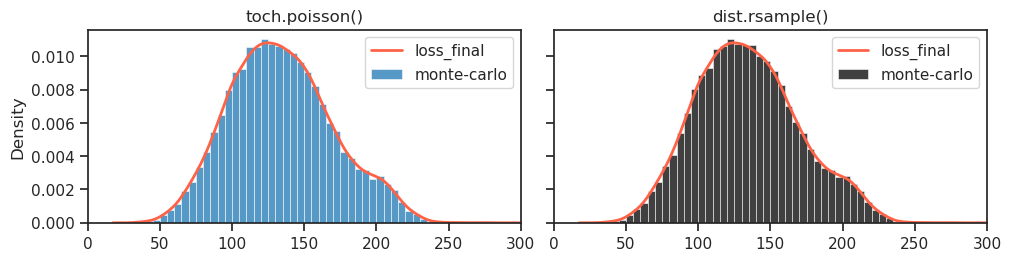 toch.poisson()
dist.rsample()
Density
0.010
0.008
0.006
0.004
0.002
0.000
loss_final
monte-carlo
loss_final
monte-carlo
0 50 100 150 200 250 300
0 50 100 150 200 250 300